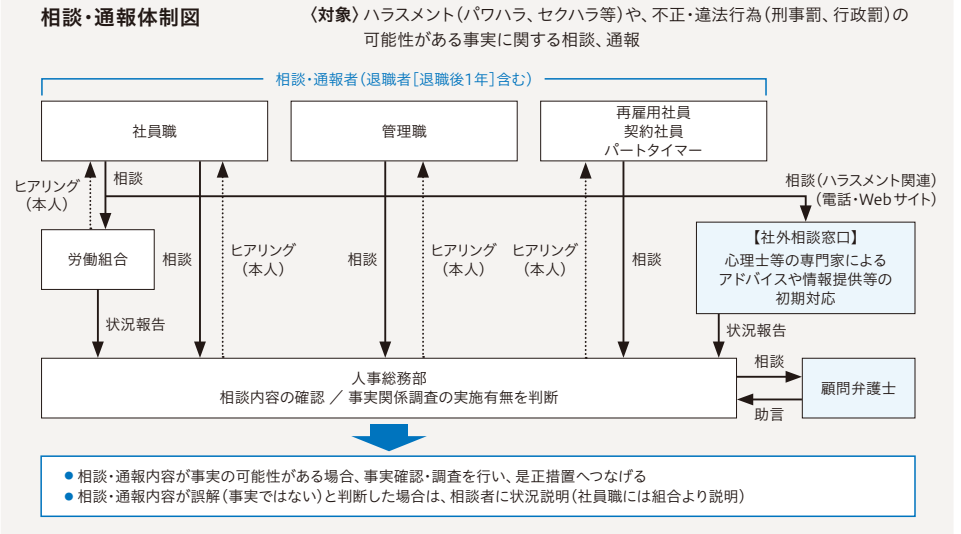 相談・通報体制図
〈対象〉ハラスメント（パワハラ、セクハラ等）や、不正・違法行為（刑事罰、行政罰）の
可能性がある事実に関する相談、通報
相談・通報者（退職者［退職後1年］含む）
社員職
管理職
再雇用社員
契約社員
パートタイマー
ヒアリング
（本人）
相談
相談（ハラスメント関連）
（電話・Webサイト）
労働組合
相談
ヒアリング
（本人）
相談
ヒアリング
（本人）
ヒアリング
（本人）
相談
【社外相談窓口】
心理士等の専門家による
アドバイスや情報提供等の
初期対応
状況報告
状況報告
人事総務部
相談内容の確認 ／ 事実関係調査の実施有無を判断
相談
助言
顧問弁護士
● 相談・通報内容が事実の可能性がある場合、事実確認・調査を行い、是正措置へつなげる
● 相談・通報内容が誤解（事実ではない）と判断した場合は、相談者に状況説明（社員職には組合より説明）